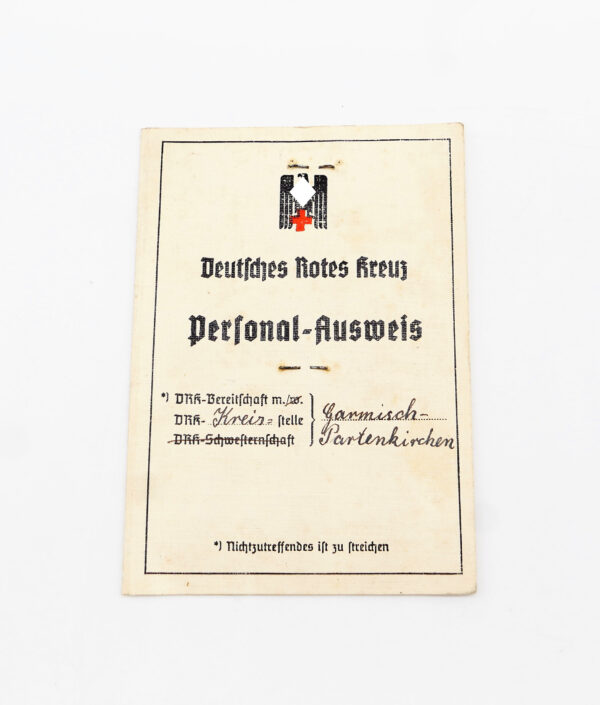 Deutſches Rotes Kreuz
Perſonal-Ausweis
*) DRK-Bereitſchaft m./w.
DRK- Kreis- ſtelle
DRK-Schweſternſchaft
Garmisch-
Partenkirchen
*) Nichtzutreffendes iſt zu ſtreichen